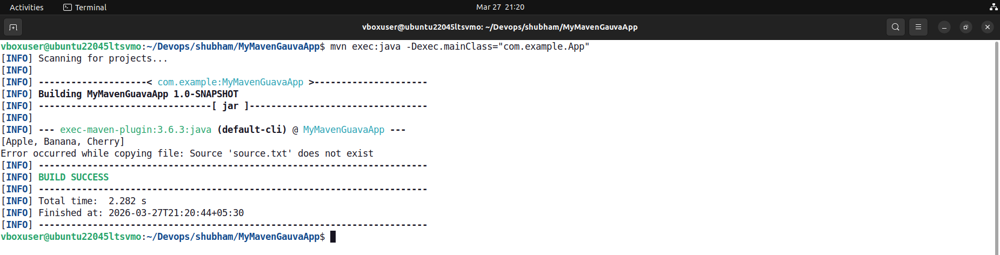 Activities Terminal Mar 27 21:20
vboxuser@ubuntu22045ltsvmo: ~/Devops/shubham/MyMavenGauvaApp
vboxuser@ubuntu22045ltsvmo:~/Devops/shubham/MyMavenGauvaApp$ mvn exec:java -Dexec.mainClass="com.example.App"
[INFO] Scanning for projects...
[INFO]
[INFO] --------------------< com.example:MyMavenGuavaApp >---------------------
[INFO] Building MyMavenGuavaApp 1.0-SNAPSHOT
[INFO] --------------------------------[ jar ]---------------------------------
[INFO]
[INFO] --- exec-maven-plugin:3.6.3:java (default-cli) @ MyMavenGuavaApp ---
[Apple, Banana, Cherry]
Error occurred while copying file: Source 'source.txt' does not exist
[INFO] ------------------------------------------------------------------------
[INFO] BUILD SUCCESS
[INFO] ------------------------------------------------------------------------
[INFO] Total time:  2.282 s
[INFO] Finished at: 2026-03-27T21:20:44+05:30
[INFO] ------------------------------------------------------------------------
vboxuser@ubuntu22045ltsvmo:~/Devops/shubham/MyMavenGauvaApp$